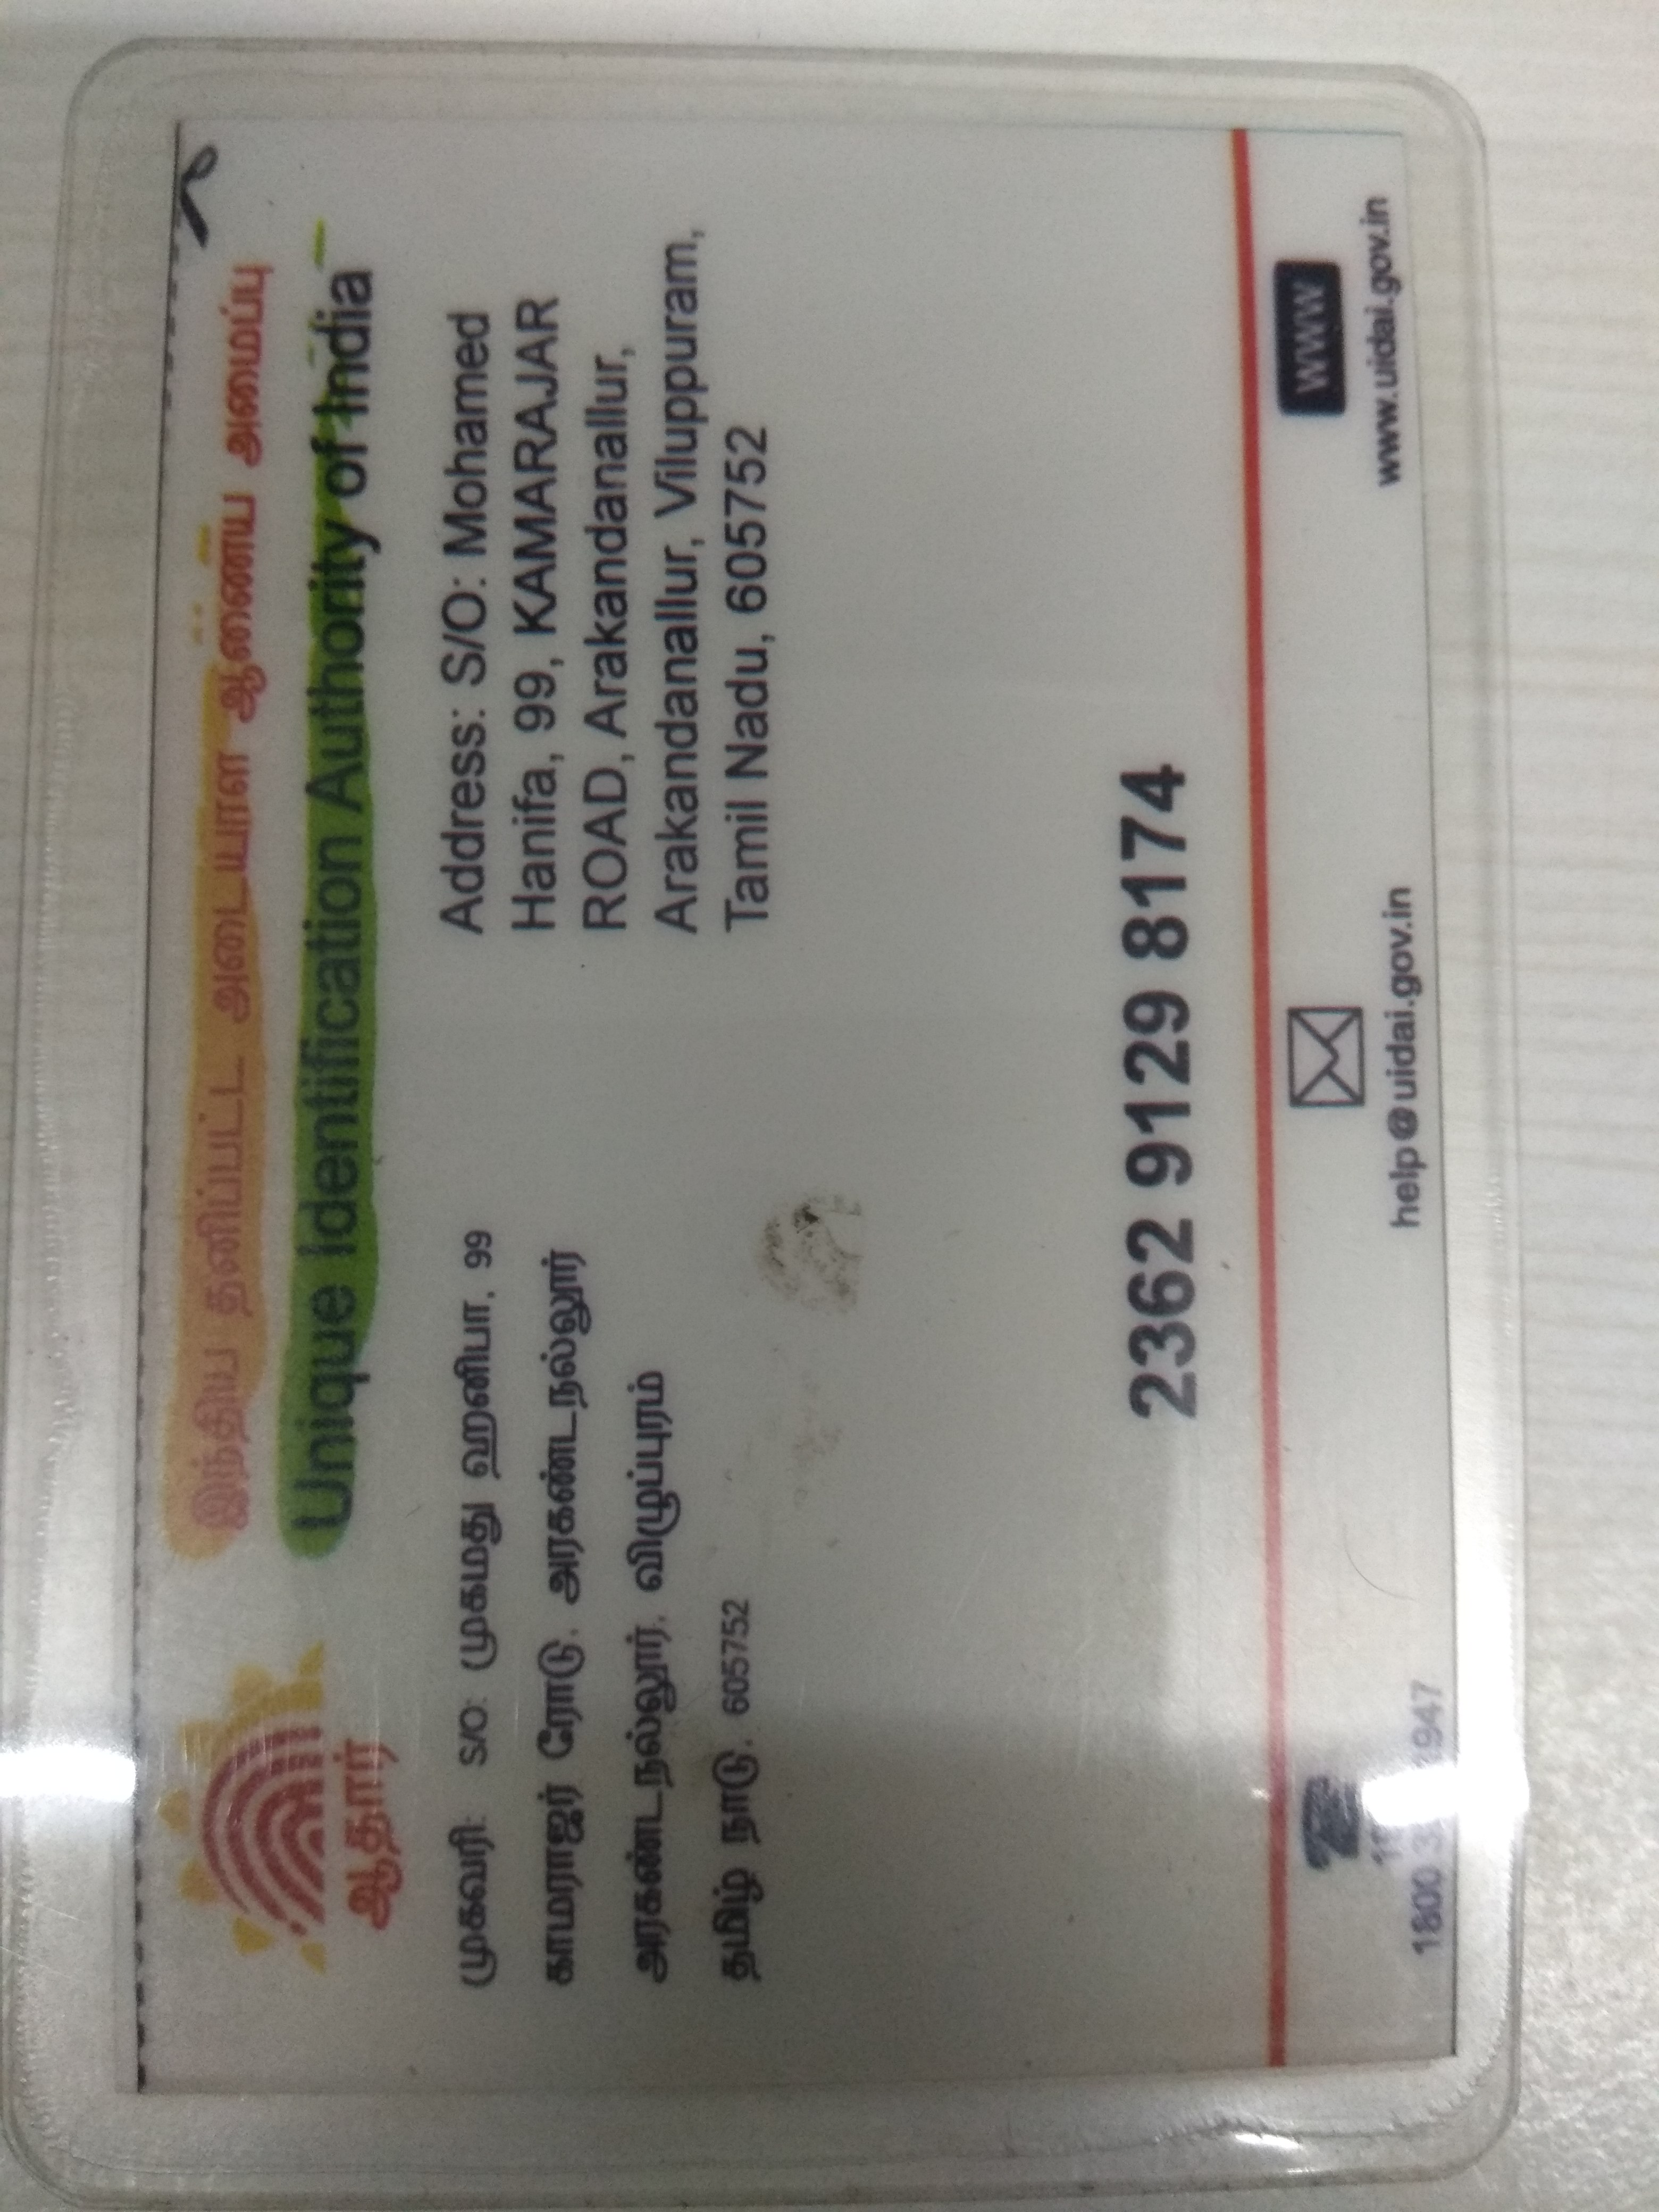 இந்திய தனிப்பட்ட அடையாள ஆணைய அமைப்பு
Unique Identification Authority of India
ஆதார்
முகவரி: S/O: முகமது ஹனிபா, 99
காமராஜர் ரோடு, அரகண்டநல்லூர்
அரகண்டநல்லூர், விழுப்புரம்
தமிழ் நாடு, 605752
Address: S/O: Mohamed
Hanifa, 99, KAMARAJAR
ROAD, Arakandanallur,
Arakandanallur, Viluppuram,
Tamil Nadu, 605752
2362 9129 8174
1800
help@uidai.gov.in
WWW
www.uidai.gov.in